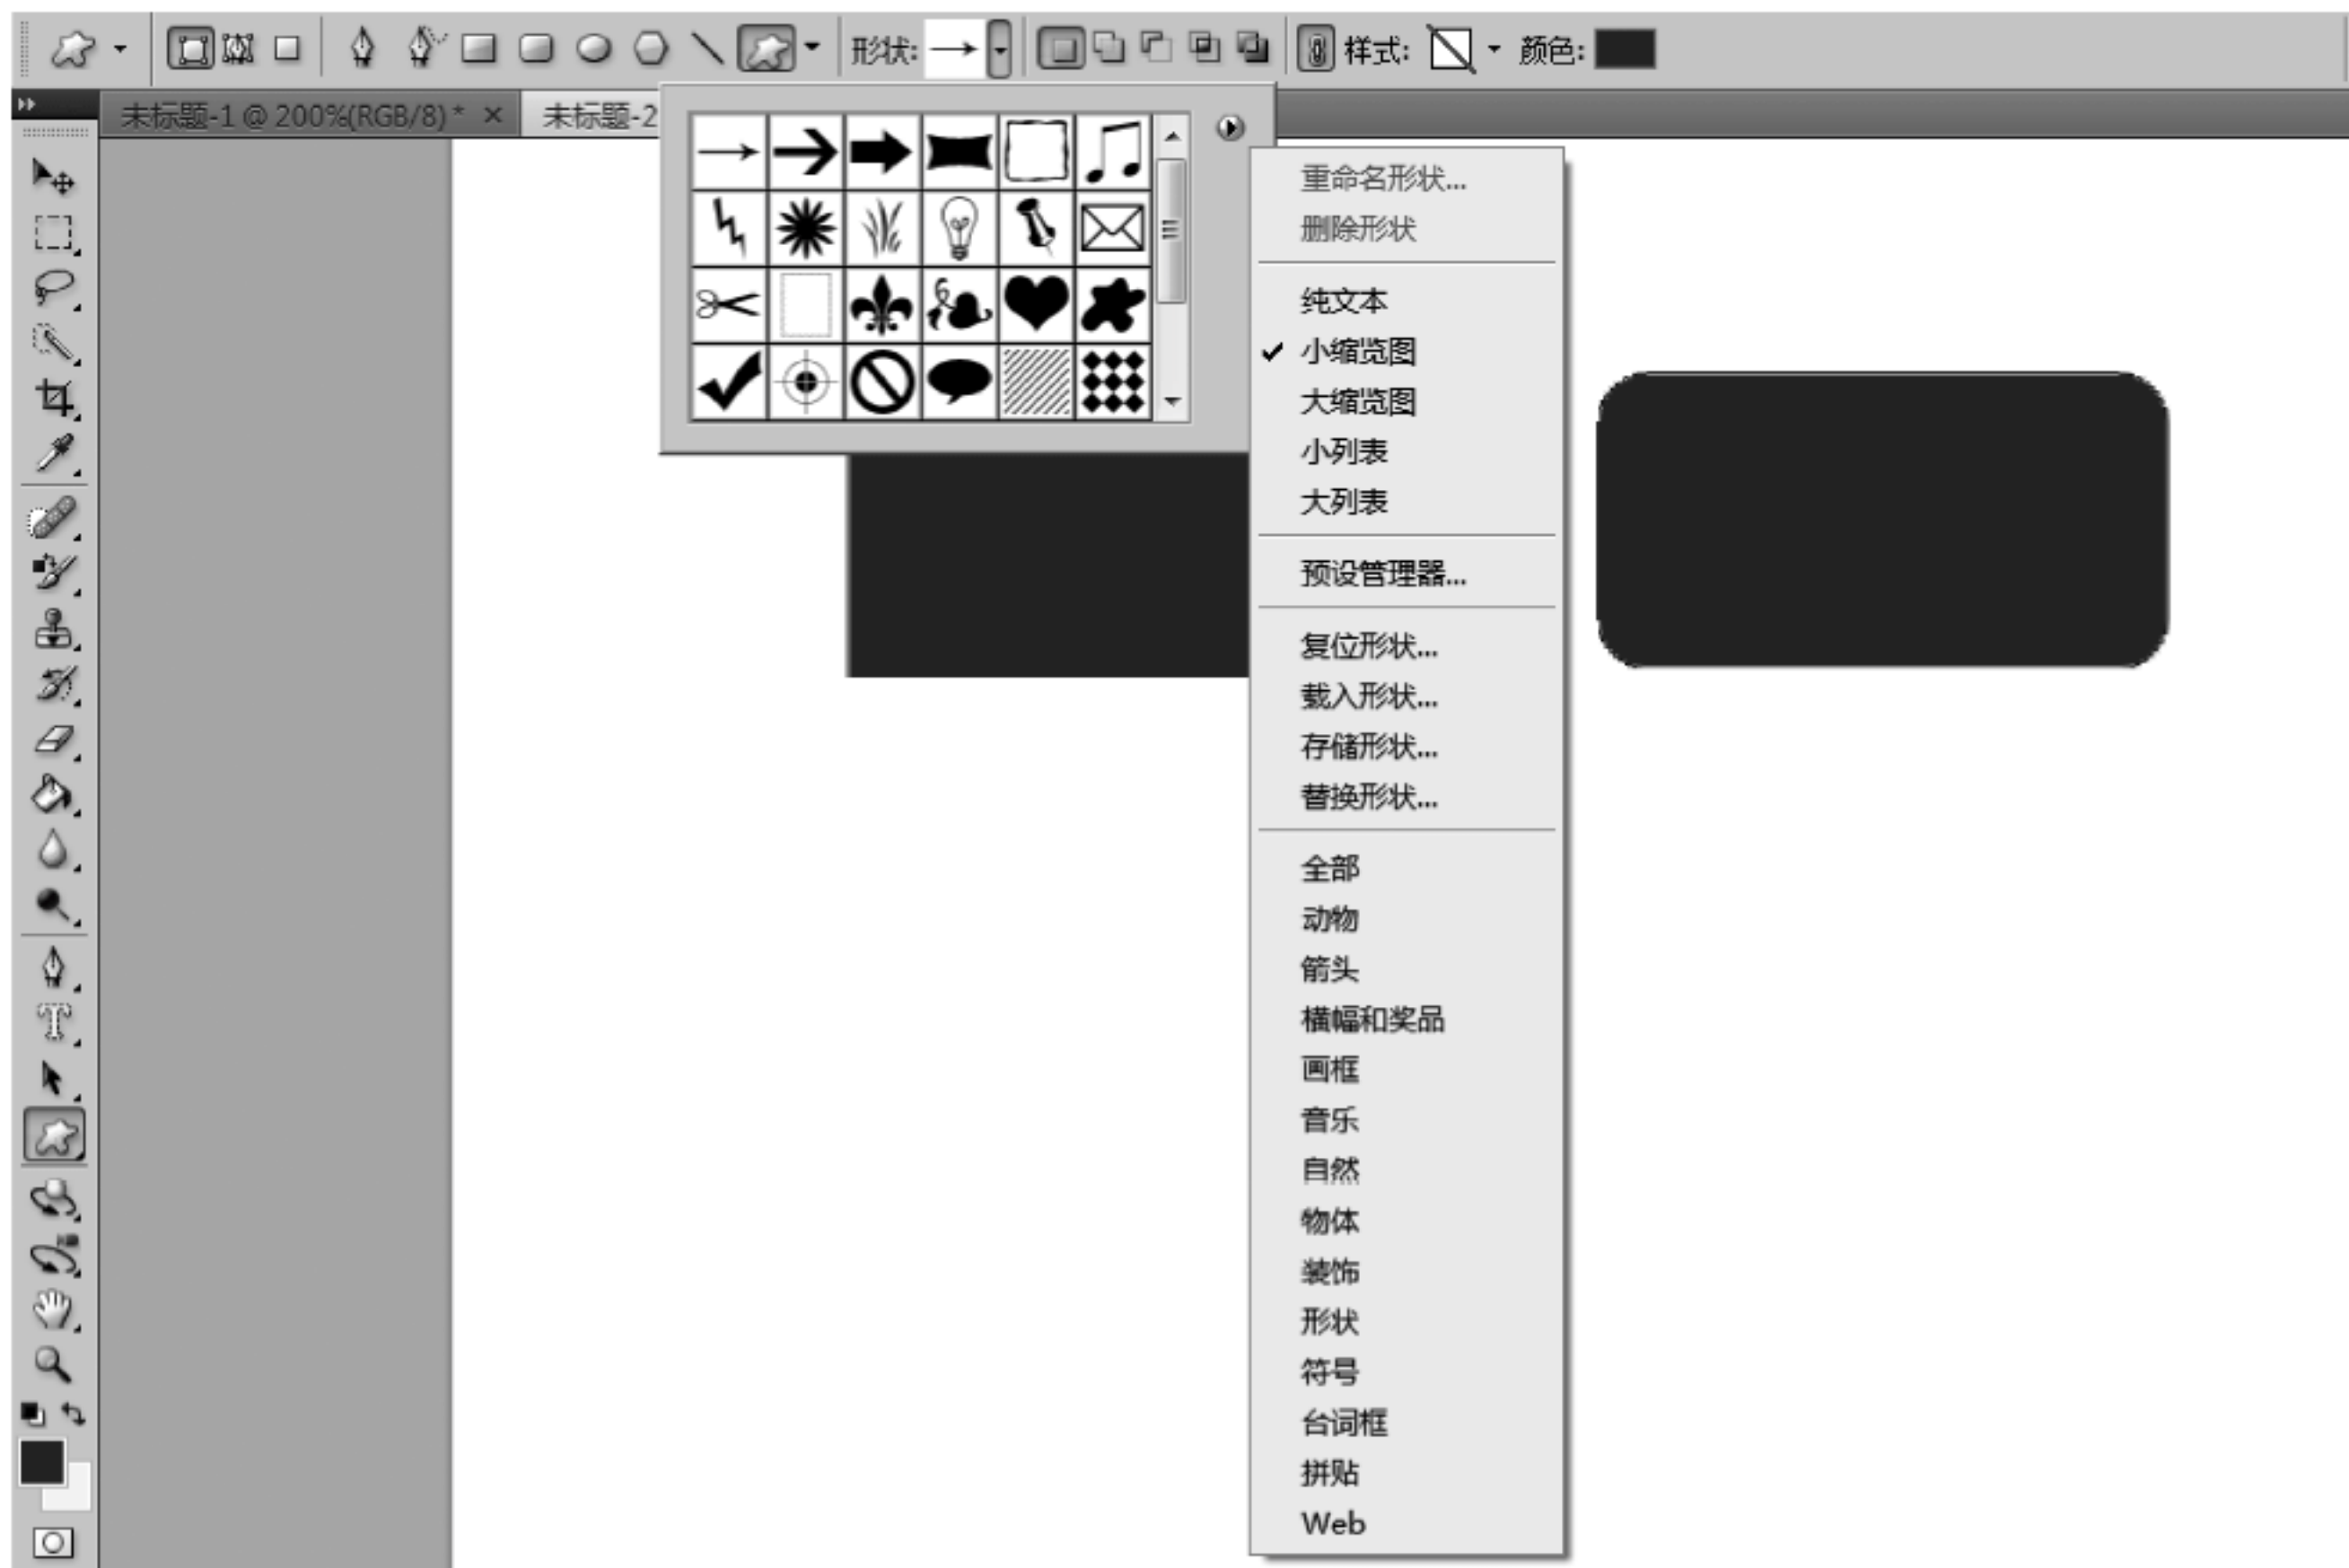 形状: 样式: 颜色:
未标题-1 @ 200%(RGB/8) * ×
未标题-2
重命名形状...
删除形状
纯文本
小缩览图
大缩览图
小列表
大列表
预设管理器...
复位形状...
载入形状...
存储形状...
替换形状...
全部
动物
箭头
横幅和奖品
画框
音乐
自然
物体
装饰
形状
符号
台词框
拼贴
Web